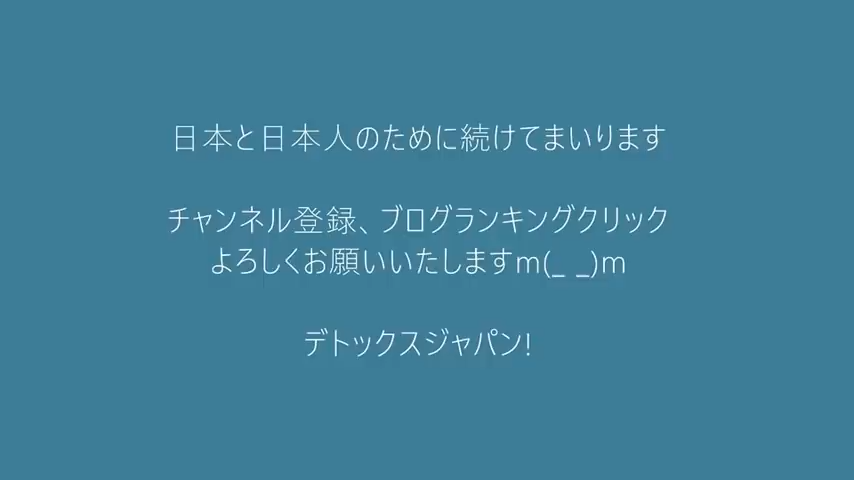 日本と日本人のために続けてまいります
チャンネル登録、ブログランキングクリック
よろしくお願いいたしますm(_ _)m
デトックスジャパン!